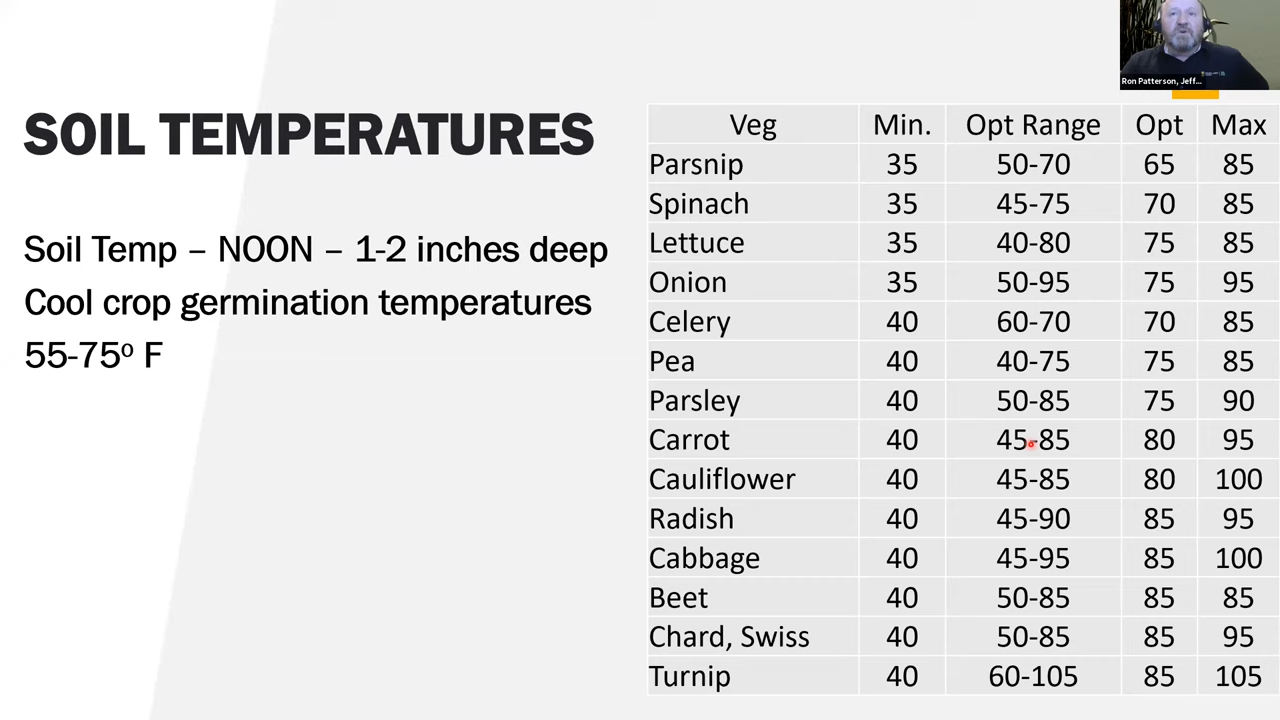 Ron Patterson, Jeff...
SOIL TEMPERATURES
Soil Temp – NOON – 1-2 inches deep
Cool crop germination temperatures
55-75º F
Veg Min. Opt Range Opt Max
Parsnip 35 50-70 65 85
Spinach 35 45-75 70 85
Lettuce 35 40-80 75 85
Onion 35 50-95 75 95
Celery 40 60-70 70 85
Pea 40 40-75 75 85
Parsley 40 50-85 75 90
Carrot 40 45-85 80 95
Cauliflower 40 45-85 80 100
Radish 40 45-90 85 95
Cabbage 40 45-95 85 100
Beet 40 50-85 85 85
Chard, Swiss 40 50-85 85 95
Turnip 40 60-105 85 105